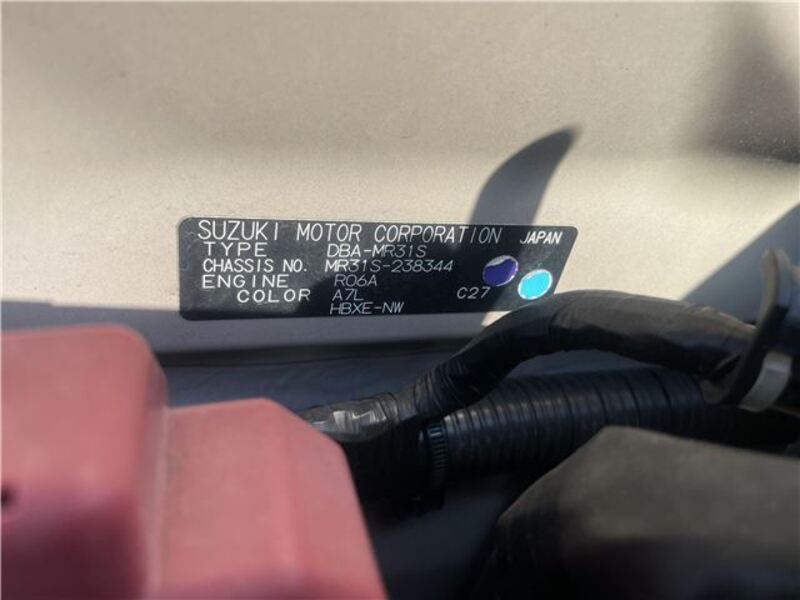 SUZUKI MOTOR CORPORATION JAPAN
TYPE DBA-MR31S
CHASSIS NO. MR31S-238344
ENGINE R06A
COLOR A7L C27
HBXE-NW